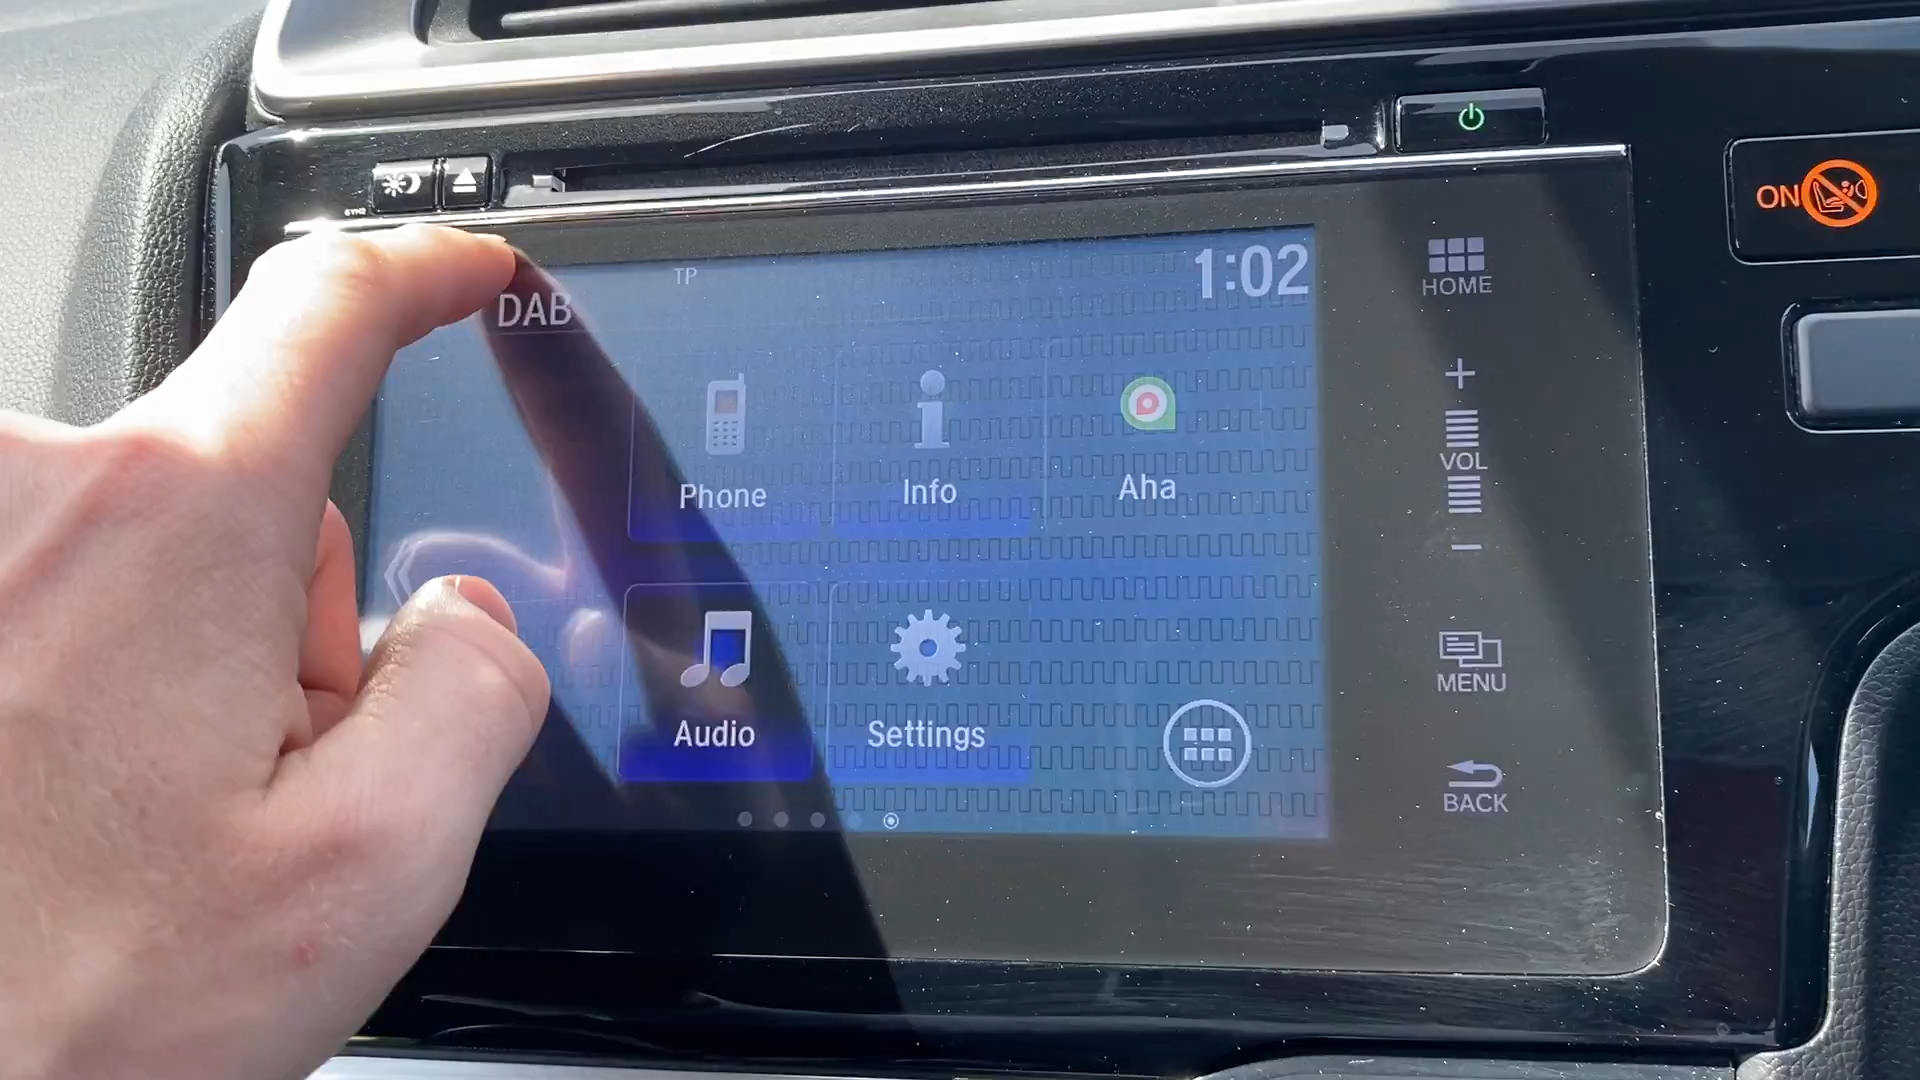 ON
HOME
TP
1:02
DAB
VOL
Phone
Info
Aha
MENU
Audio
Settings
BACK